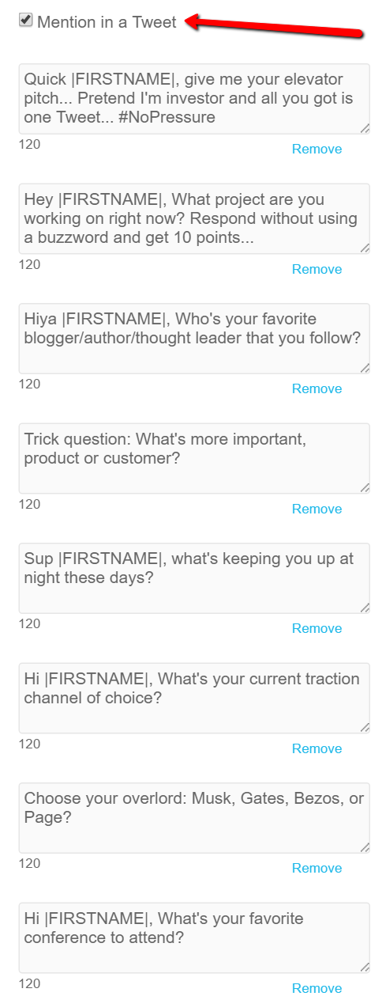 Mention in a Tweet
Quick |FIRSTNAME|, give me your elevator
pitch... Pretend I'm investor and all you got is
one Tweet... #NoPressure
120
Remove
Hey |FIRSTNAME|, What project are you
working on right now? Respond without using
a buzzword and get 10 points...
120
Remove
Hiya |FIRSTNAME|, Who's your favorite
blogger/author/thought leader that you follow?
120
Remove
Trick question: What's more important,
product or customer?
120
Remove
Sup |FIRSTNAME|, what's keeping you up at
night these days?
120
Remove
Hi |FIRSTNAME|, What's your current traction
channel of choice?
120
Remove
Choose your overlord: Musk, Gates, Bezos, or
Page?
120
Remove
Hi |FIRSTNAME|, What's your favorite
conference to attend?
120
Remove